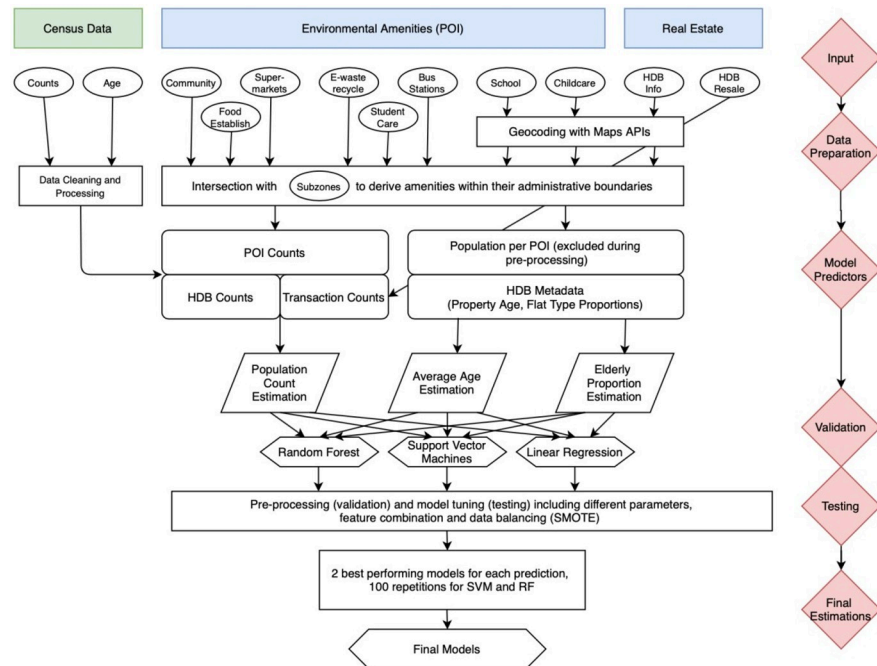 Census Data
Environmental Amenities (POI)
Real Estate
Counts
Age
Community
Super-
markets
E-waste
recycle
Bus
Stations
School
Childcare
HDB
Info
HDB
Resale
Input
Food
Establish
Student
Care
Geocoding with Maps APIs
Data
Preparation
Data Cleaning and
Processing
Intersection with Subzones to derive amenities within their administrative boundaries
POI Counts
Population per POI (excluded during
pre-processing)
Model
Predictors
HDB Counts
Transaction Counts
HDB Metadata
(Property Age, Flat Type Proportions)
Population
Count
Estimation
Average Age
Estimation
Elderly
Proportion
Estimation
Random Forest
Support Vector
Machines
Linear Regression
Validation
Pre-processing (validation) and model tuning (testing) including different parameters,
feature combination and data balancing (SMOTE)
Testing
2 best performing models for each prediction,
100 repetitions for SVM and RF
Final
Estimations
Final Models